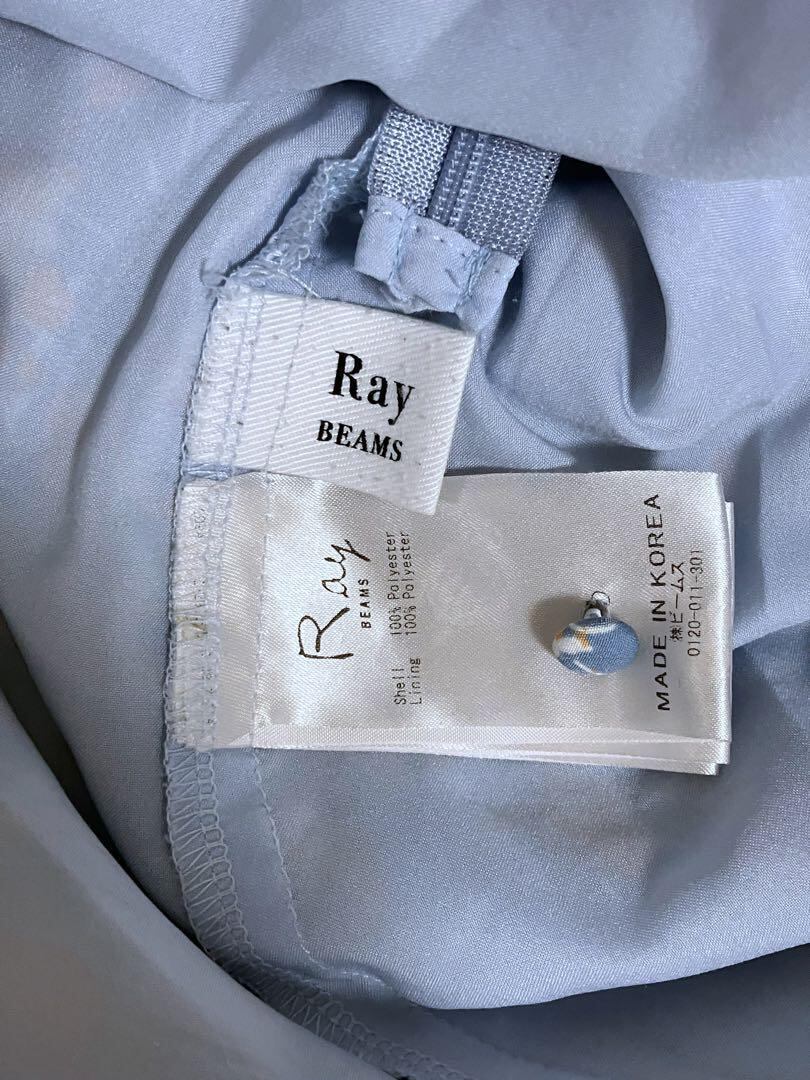 Ray
BEAMS
Ray
BEAMS
Shell 100% Polyester
Lining 100% Polyester
MADE IN KOREA
㈱ビームス
0120-011-301